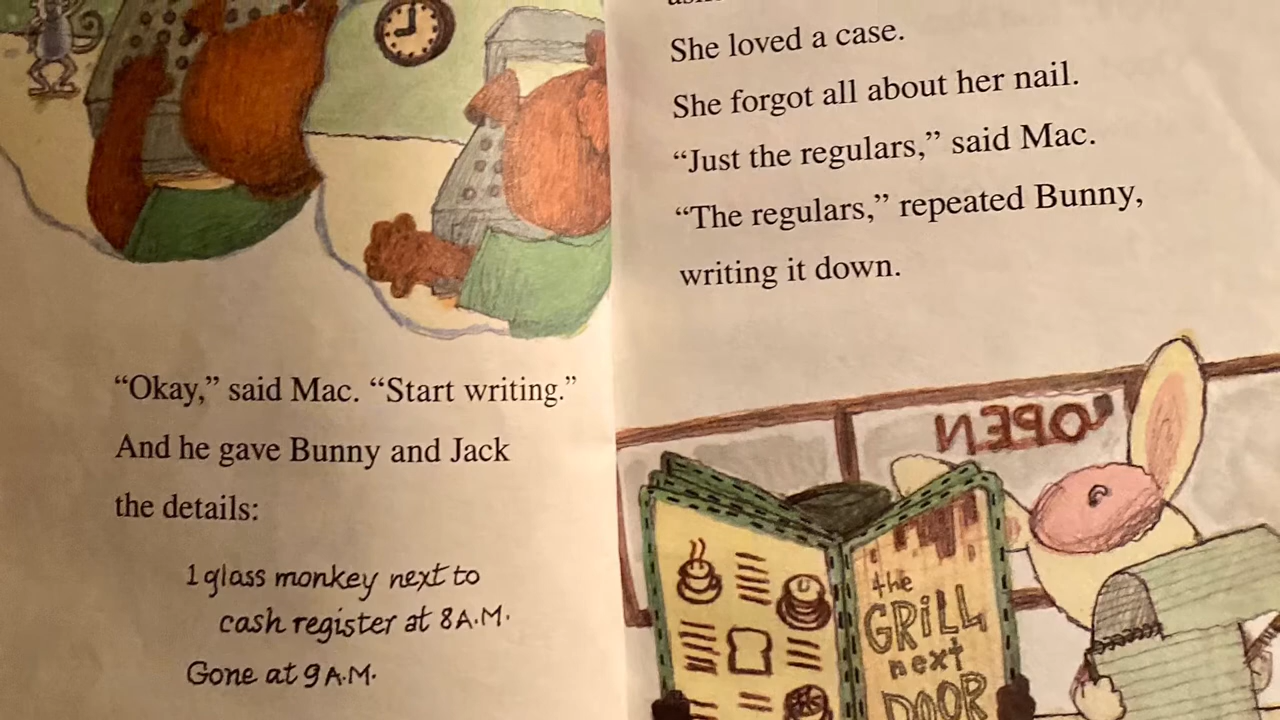 “Okay,” said Mac. “Start writing.”
And he gave Bunny and Jack
the details:
1 glass monkey next to
cash register at 8 A.M.
Gone at 9 A.M.
She loved a case.
She forgot all about her nail.
“Just the regulars,” said Mac.
“The regulars,” repeated Bunny,
writing it down.
OPEN
the
GRiLL
next
DOOR